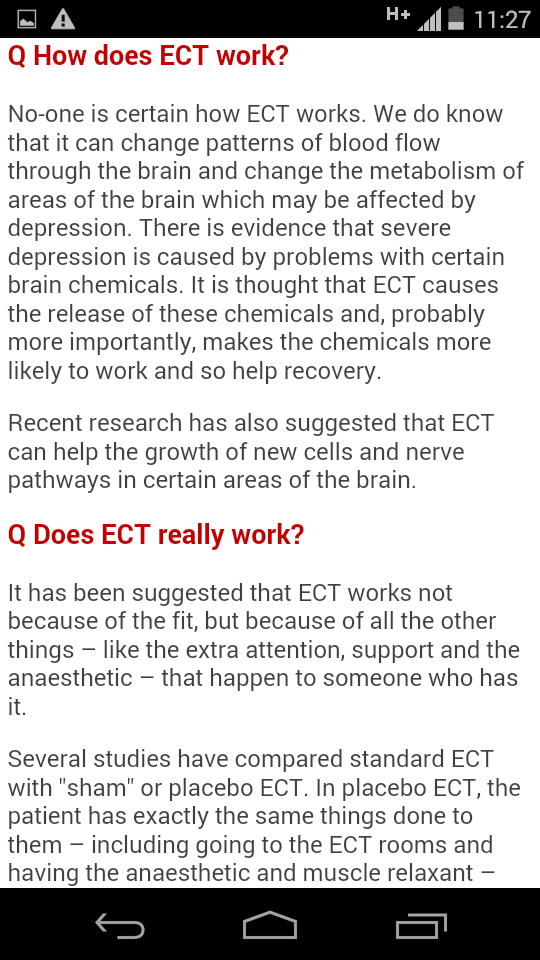 H+ 11:27
Q How does ECT work?
No-one is certain how ECT works. We do know
that it can change patterns of blood flow
through the brain and change the metabolism of
areas of the brain which may be affected by
depression. There is evidence that severe
depression is caused by problems with certain
brain chemicals. It is thought that ECT causes
the release of these chemicals and, probably
more importantly, makes the chemicals more
likely to work and so help recovery.
Recent research has also suggested that ECT
can help the growth of new cells and nerve
pathways in certain areas of the brain.
Q Does ECT really work?
It has been suggested that ECT works not
because of the fit, but because of all the other
things – like the extra attention, support and the
anaesthetic – that happen to someone who has
it.
Several studies have compared standard ECT
with "sham" or placebo ECT. In placebo ECT, the
patient has exactly the same things done to
them – including going to the ECT rooms and
having the anaesthetic and muscle relaxant –